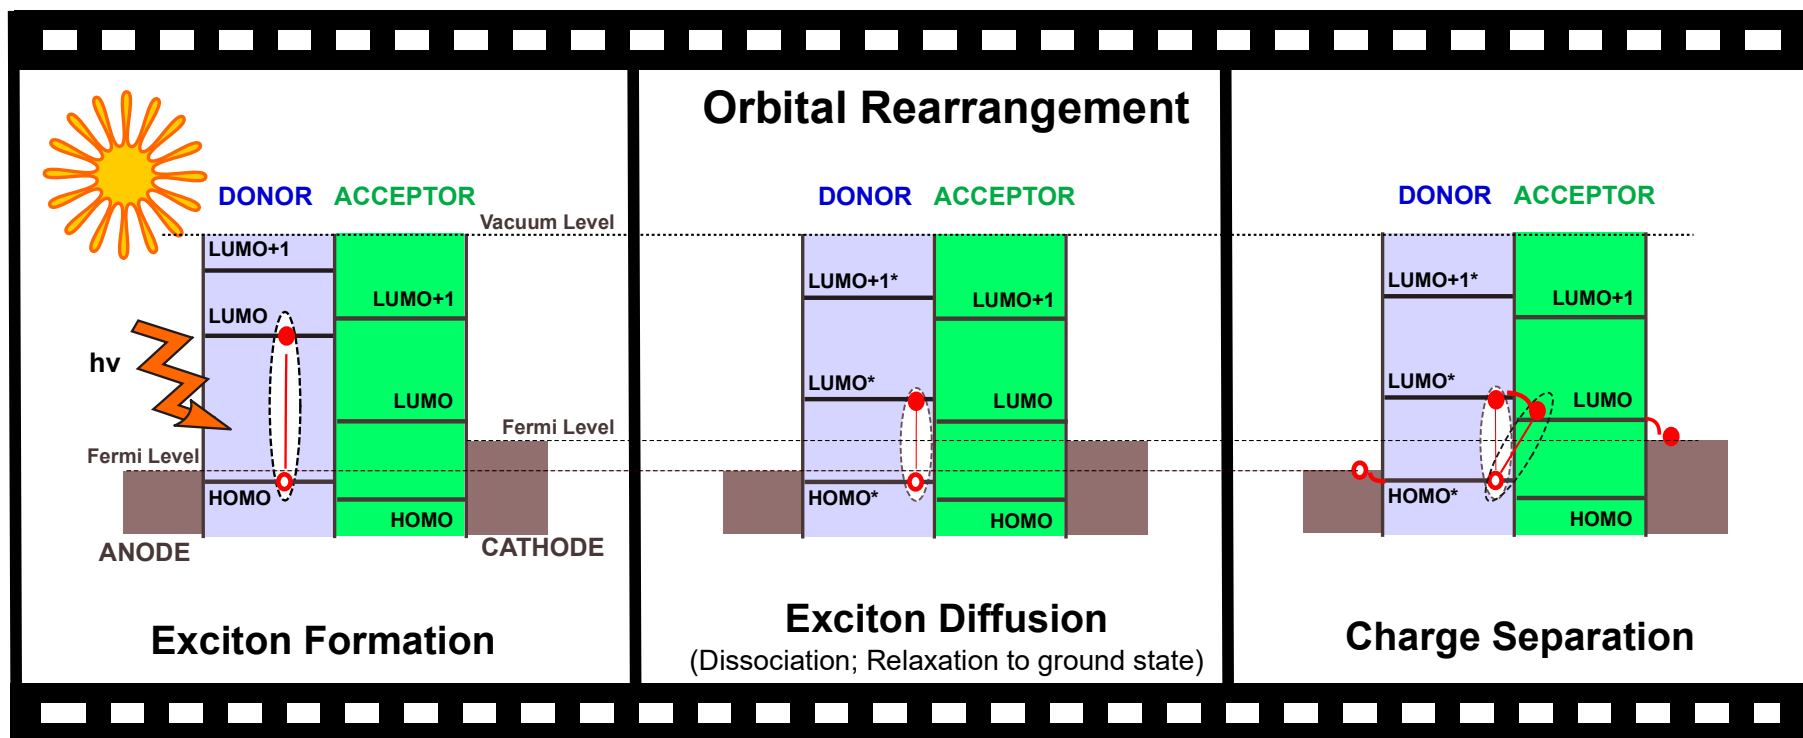 Orbital Rearrangement
DONOR ACCEPTOR
Vacuum Level
LUMO+1
LUMO+1
LUMO
hν
LUMO
Fermi Level
Fermi Level
HOMO
HOMO
ANODE
CATHODE
Exciton Formation
DONOR ACCEPTOR
LUMO+1*
LUMO+1
LUMO*
LUMO
HOMO*
HOMO
Exciton Diffusion
(Dissociation; Relaxation to ground state)
DONOR ACCEPTOR
LUMO+1*
LUMO+1
LUMO*
LUMO
HOMO*
HOMO
Charge Separation